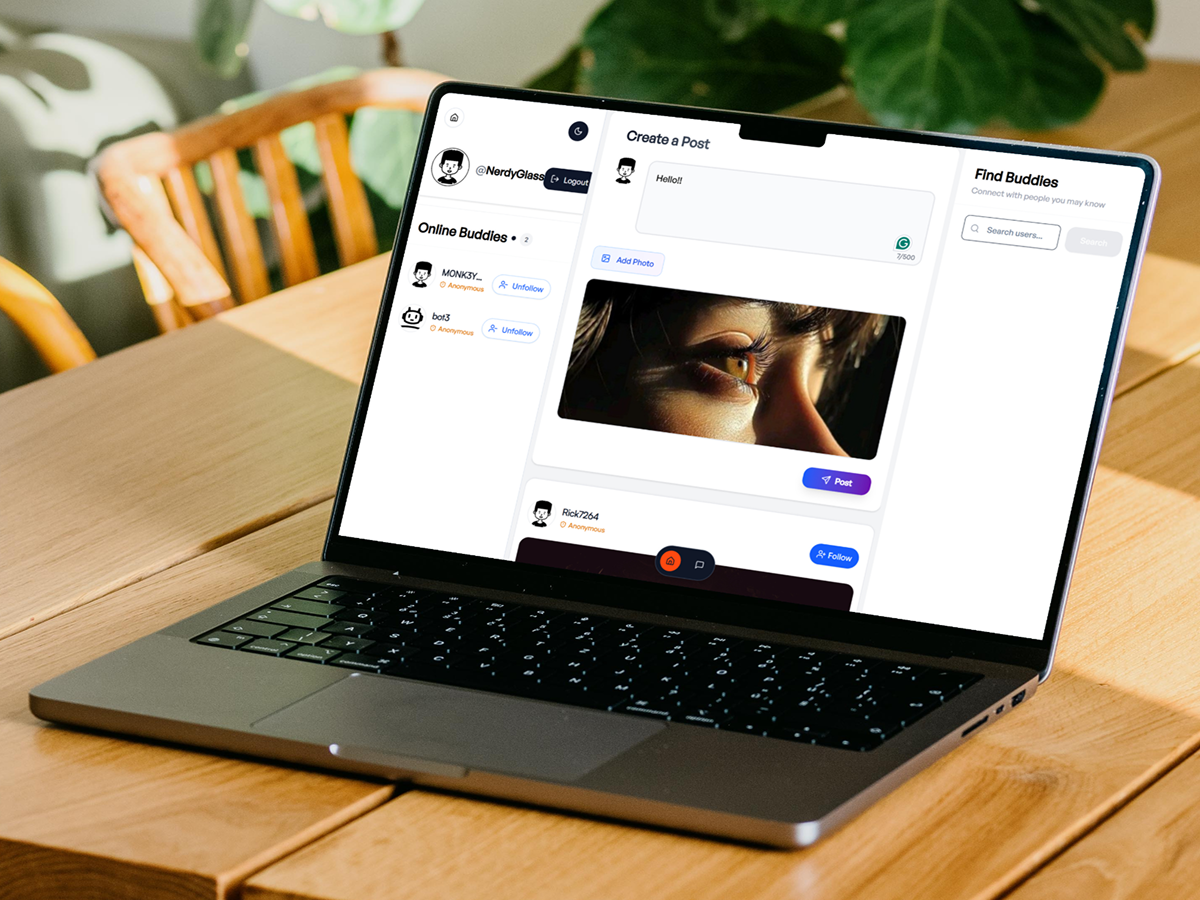 @NerdyGlass
Logout
Online Buddies • 2
M0NK3Y_
Anonymous
Unfollow
bot3
Anonymous
Unfollow
Create a Post
Hello!!
7/500
Add Photo
Post
Rick7264
Anonymous
Follow
Find Buddies
Connect with people you may know
Search users...
Search